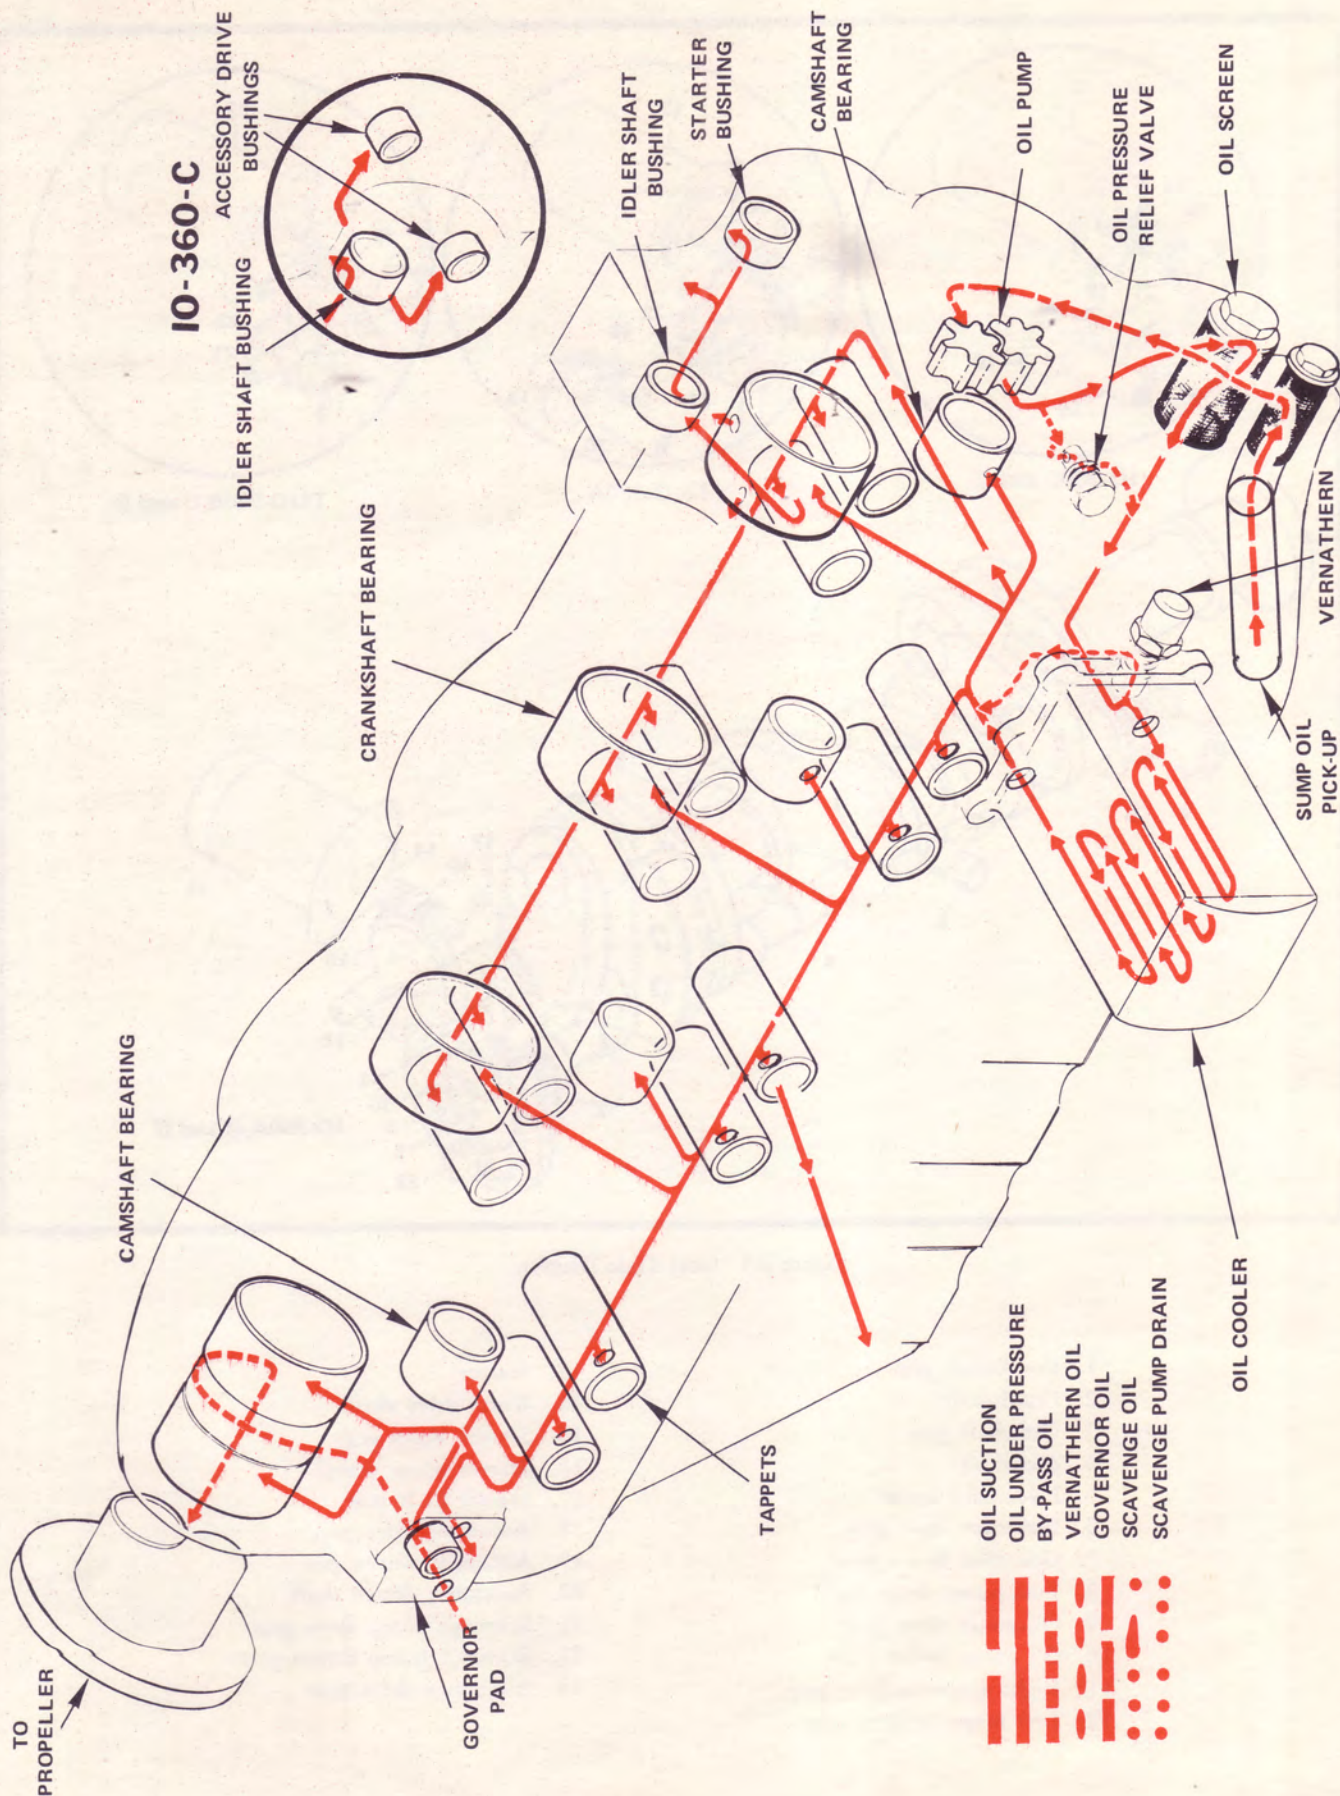 TO
PROPELLER
GOVERNOR
PAD
CAMSHAFT BEARING
TAPPETS
CRANKSHAFT BEARING
IO-360-C
ACCESSORY DRIVE
BUSHINGS
IDLER SHAFT BUSHING
IDLER SHAFT
BUSHING
STARTER
BUSHING
CAMSHAFT
BEARING
OIL PUMP
OIL PRESSURE
RELIEF VALVE
OIL SCREEN
VERNATHERN
SUMP OIL
PICK-UP
OIL COOLER
OIL SUCTION
OIL UNDER PRESSURE
BY-PASS OIL
VERNATHERN OIL
GOVERNOR OIL
SCAVENGE OIL
SCAVENGE PUMP DRAIN